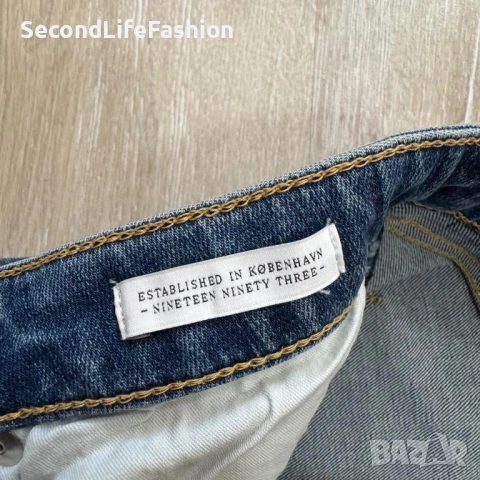 SecondLifeFashion
ESTABLISHED IN KØBENHAVN
- NINETEEN NINETY THREE -
BAZAR